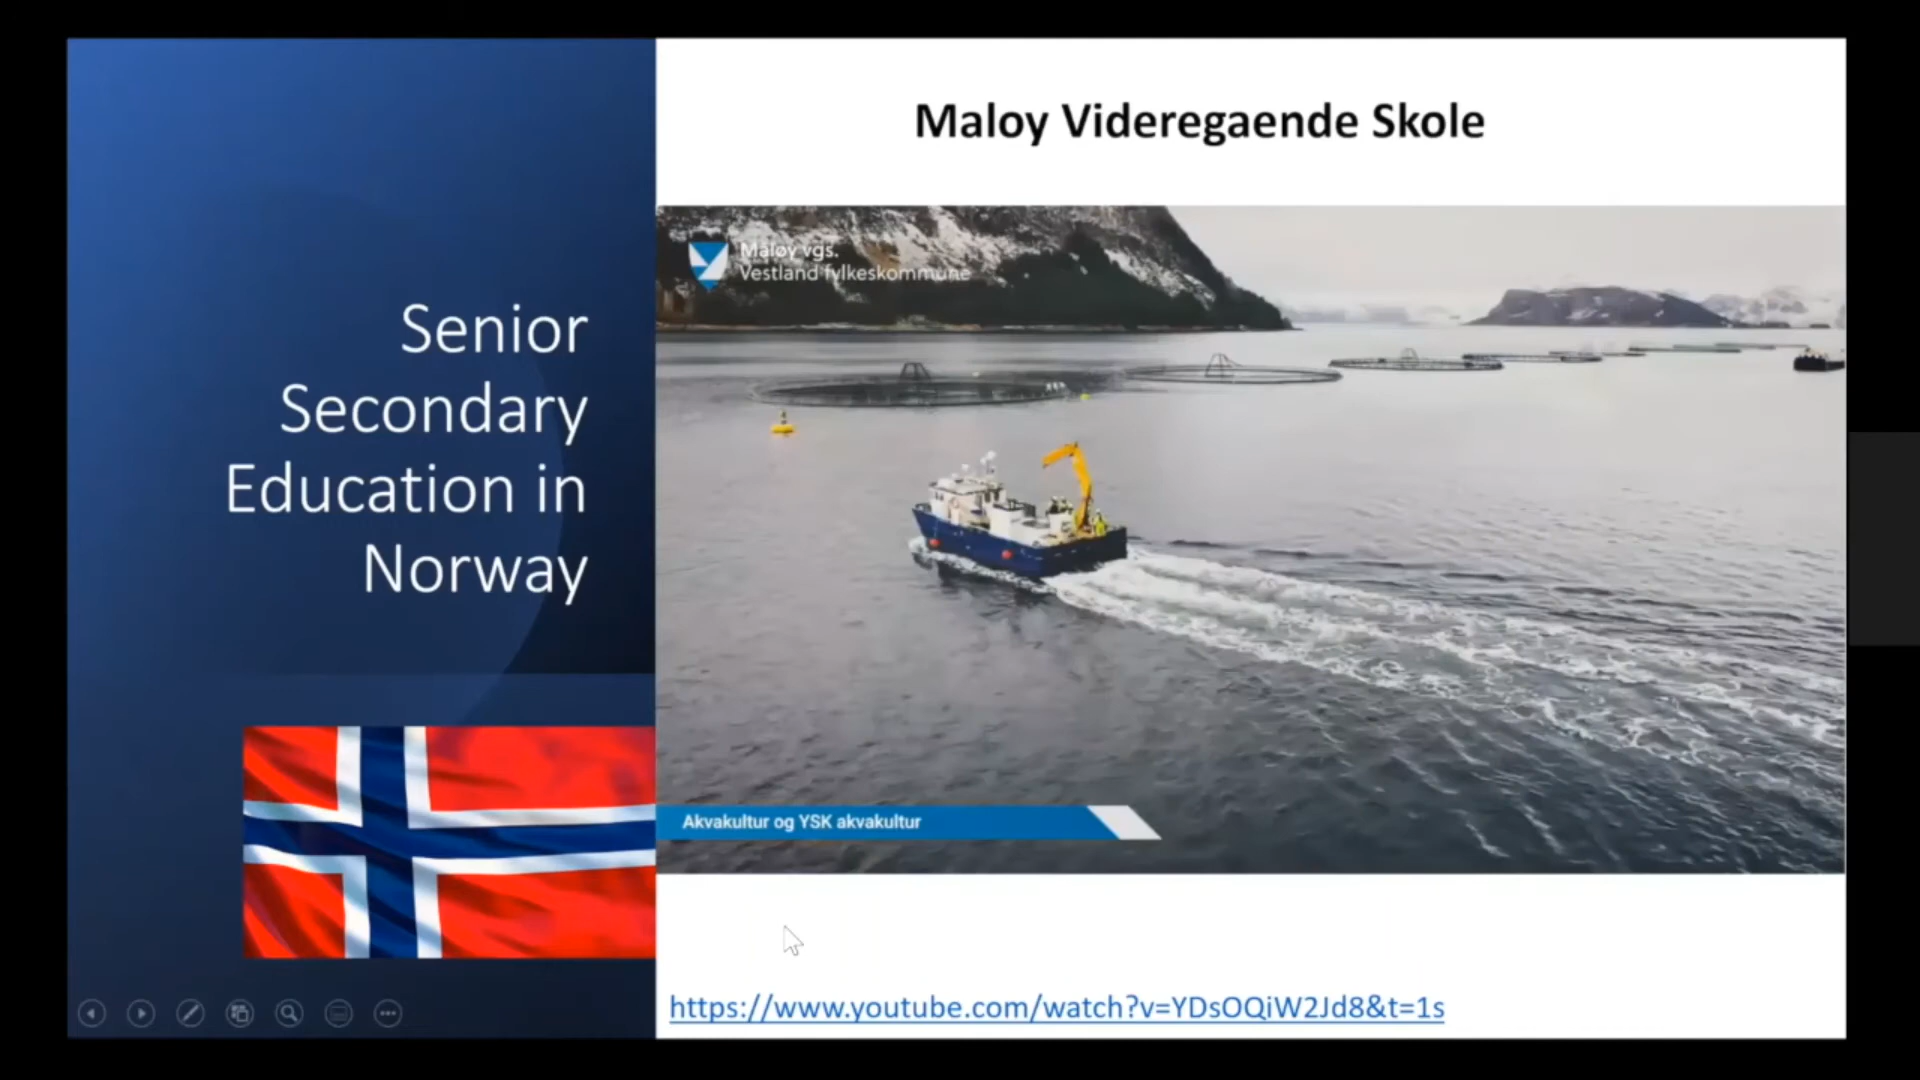 Senior
Secondary
Education in
Norway
Maloy Videregaende Skole
Måløy vgs.
Vestland fylkeskommune
Akvakultur og YSK akvakultur
https://www.youtube.com/watch?v=YDsOQiW2Jd8&t=1s